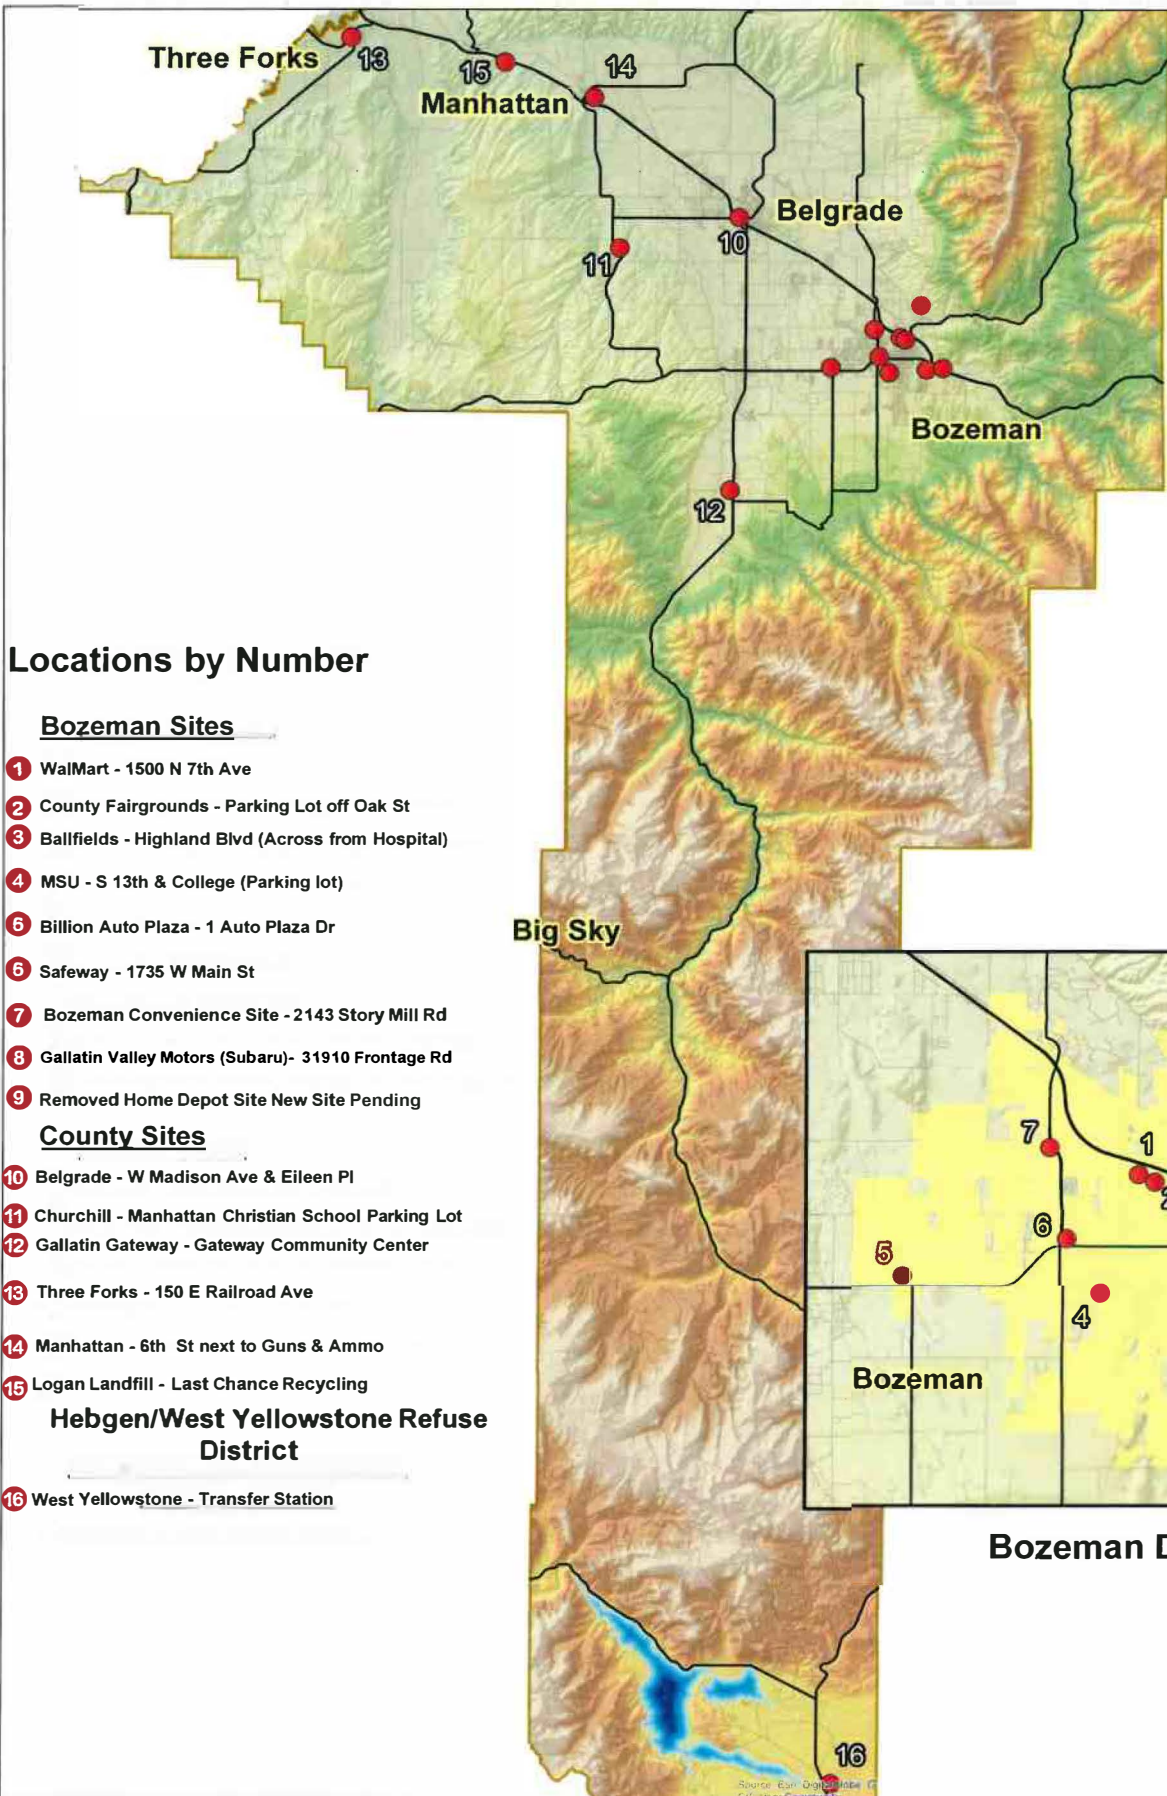 Three Forks
13
15
14
Manhattan
Belgrade
10
11
Bozeman
12
Locations by Number
Bozeman Sites
1 WalMart - 1500 N 7th Ave
2 County Fairgrounds - Parking Lot off Oak St
3 Ballfields - Highland Blvd (Across from Hospital)
4 MSU - S 13th & College (Parking lot)
6 Billion Auto Plaza - 1 Auto Plaza Dr
6 Safeway - 1735 W Main St
7 Bozeman Convenience Site - 2143 Story Mill Rd
8 Gallatin Valley Motors (Subaru)- 31910 Frontage Rd
9 Removed Home Depot Site New Site Pending
County Sites
10 Belgrade - W Madison Ave & Eileen Pl
11 Churchill - Manhattan Christian School Parking Lot
12 Gallatin Gateway - Gateway Community Center
13 Three Forks - 150 E Railroad Ave
14 Manhattan - 6th St next to Guns & Ammo
15 Logan Landfill - Last Chance Recycling
Hebgen/West Yellowstone Refuse
District
16 West Yellowstone - Transfer Station
Big Sky
7
1
6
5
4
Bozeman
Bozeman D
16
Source: Esri